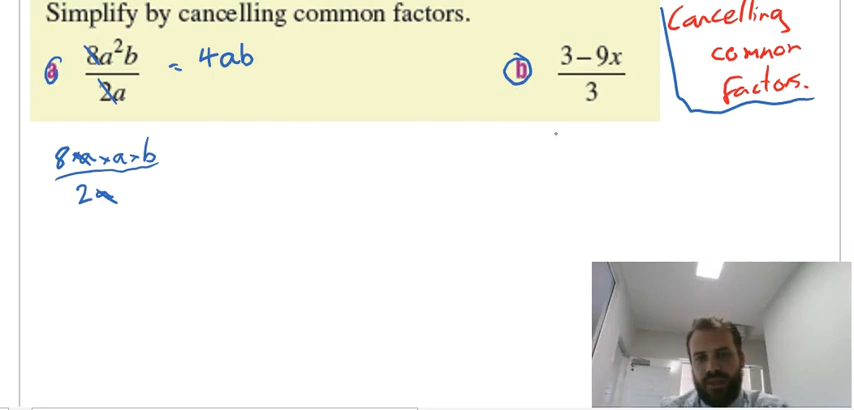 Simplify by cancelling common factors.
a 8a²b / 2a = 4ab
b 3 – 9x / 3
Cancelling
common
factors.
8 × a × a × b
2a